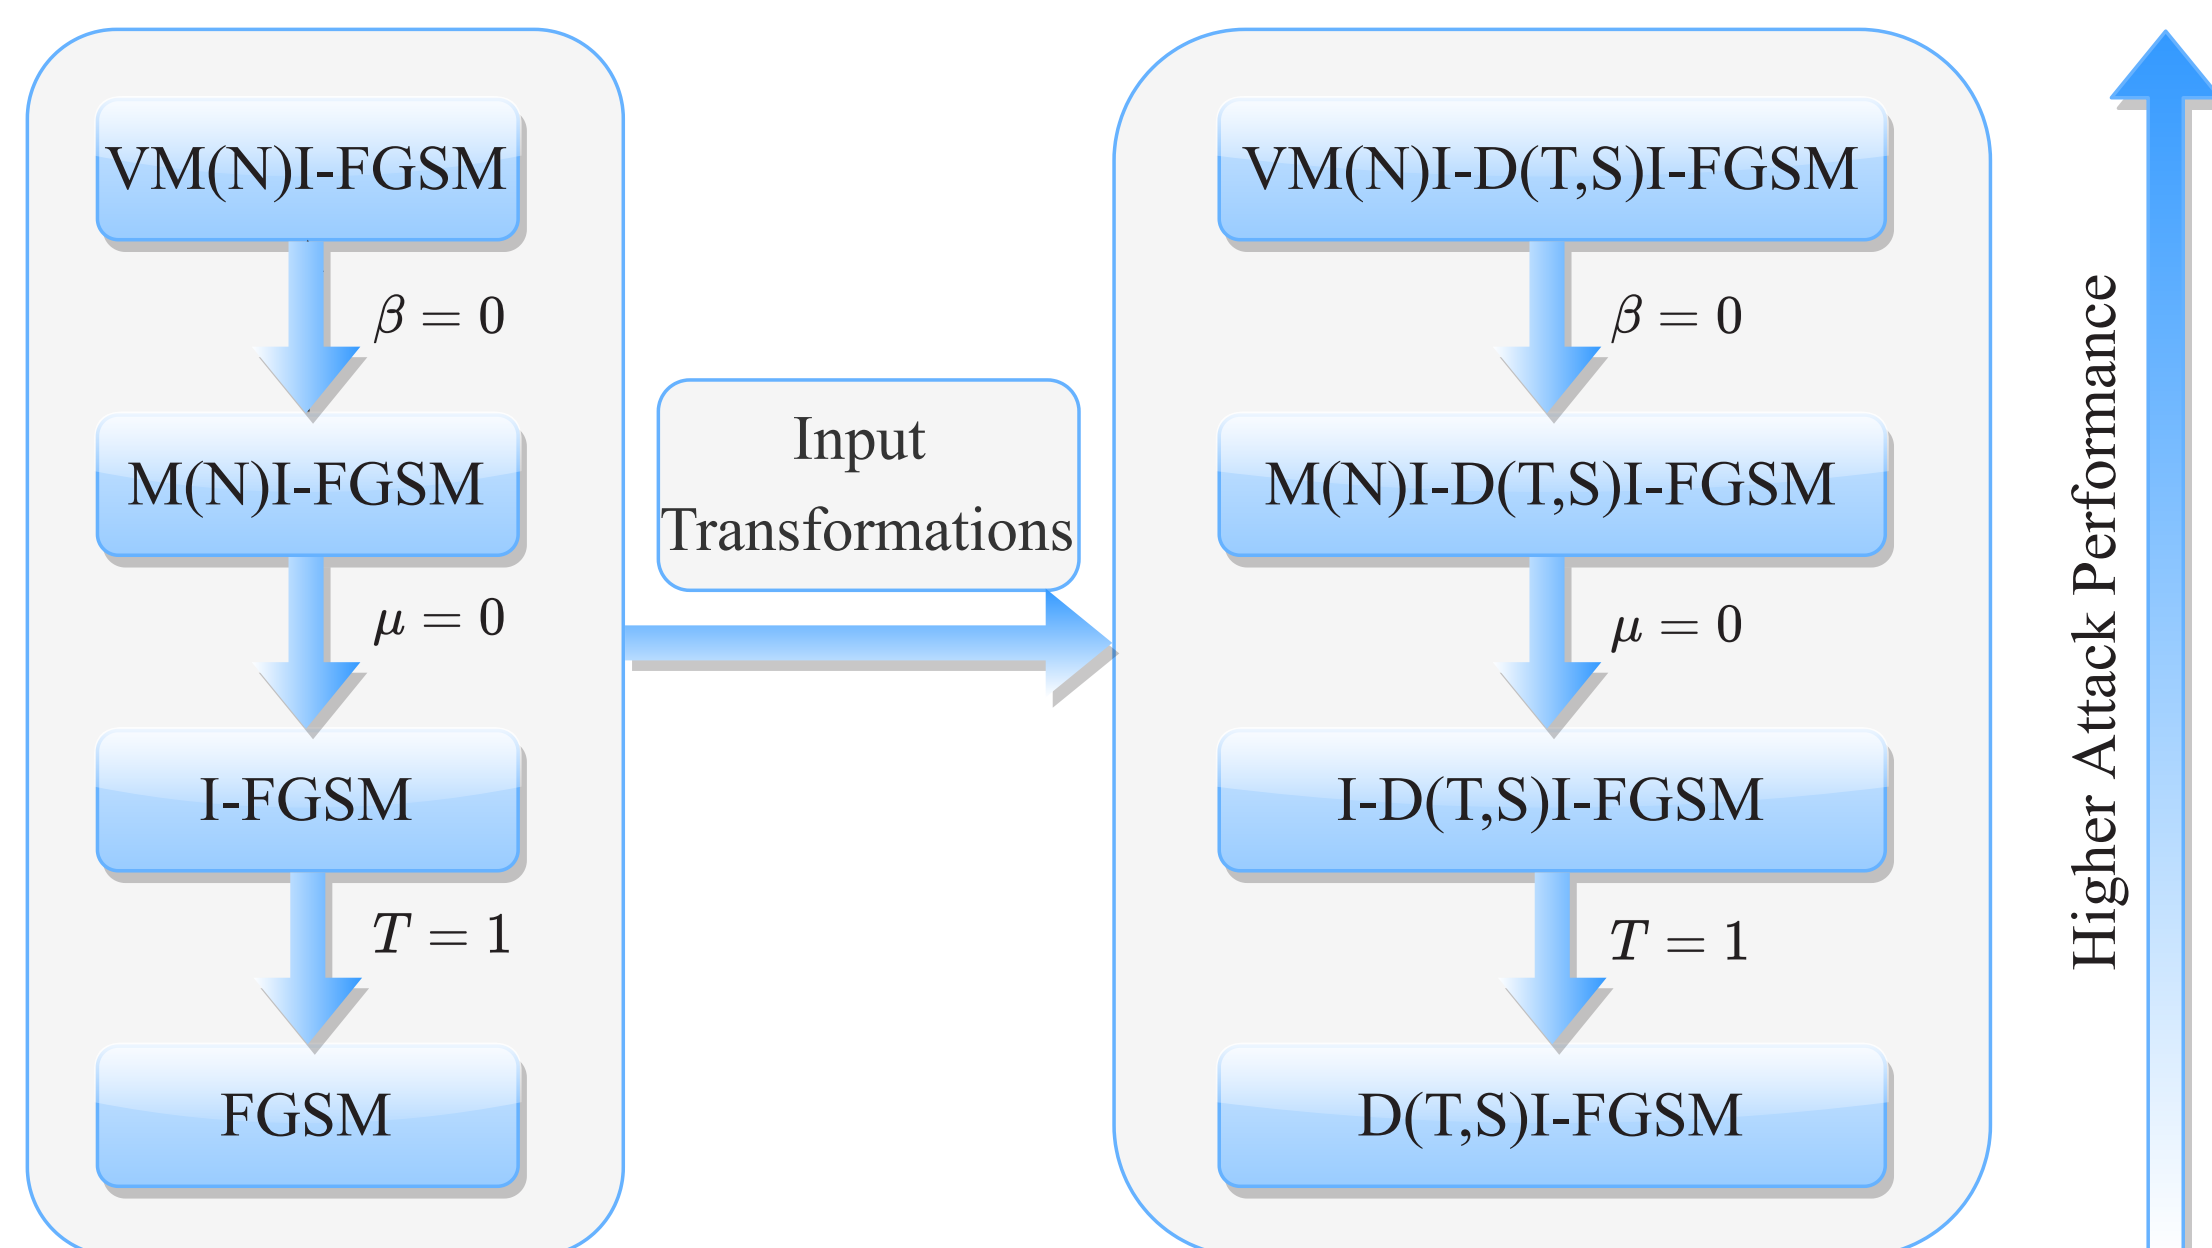 VM(N)I-FGSM
β = 0
M(N)I-FGSM
μ = 0
I-FGSM
T = 1
FGSM
Input
Transformations
VM(N)I-D(T,S)I-FGSM
β = 0
M(N)I-D(T,S)I-FGSM
μ = 0
I-D(T,S)I-FGSM
T = 1
D(T,S)I-FGSM
Higher Attack Performance